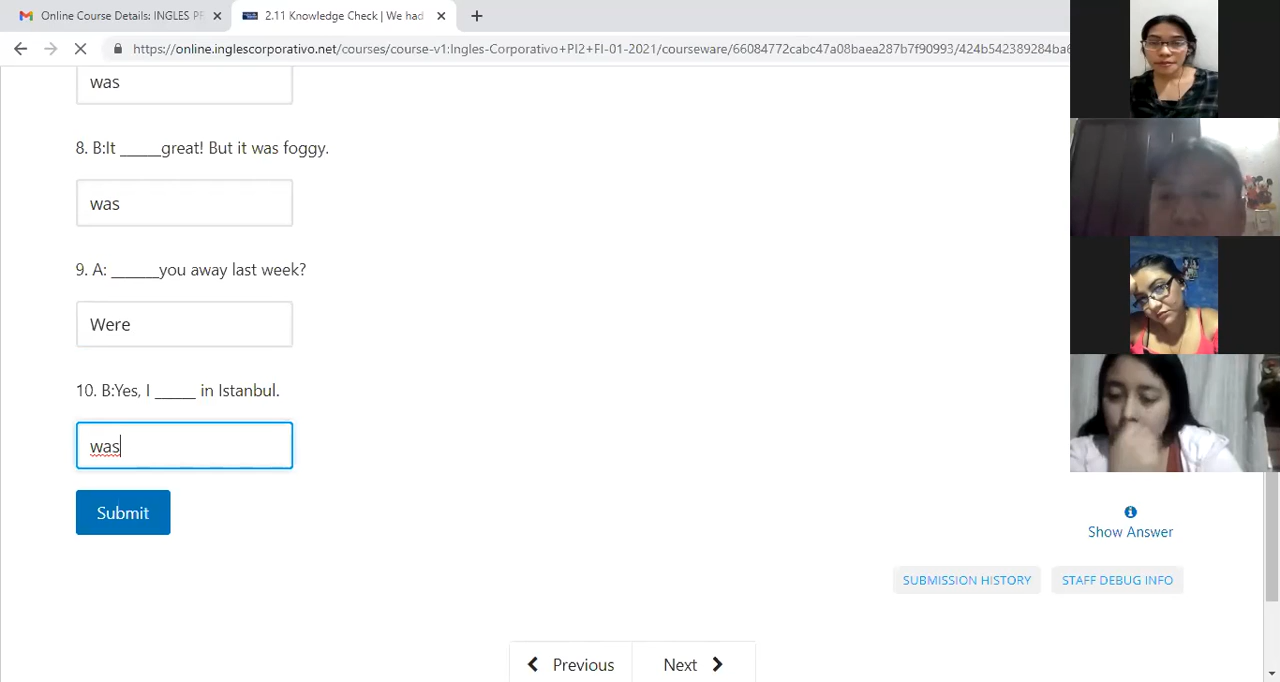 Online Course Details: INGLES PR
2.11 Knowledge Check | We had
https://online.inglescorporativo.net/courses/course-v1:Ingles-Corporativo+PI2+FI-01-2021/courseware/66084772cabc47a08baea287b7f90993/424b542389284ba6
was
8. B:It _____great! But it was foggy.
was
9. A: ______you away last week?
Were
10. B:Yes, I _____ in Istanbul.
was
Submit
Show Answer
SUBMISSION HISTORY
STAFF DEBUG INFO
Previous
Next